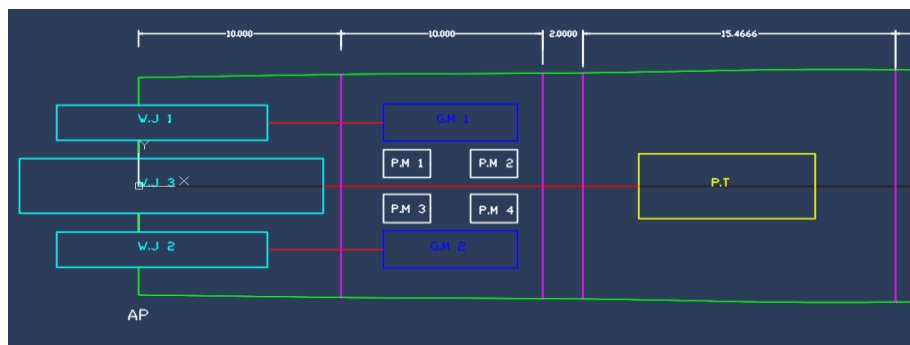 10.000 10.000 2.0000 15.4666
W.J 1 G.M 1
Y
P.M 1 P.M 2
W.J 3 X P.T
P.M 3 P.M 4
W.J 2 G.M 2
AP